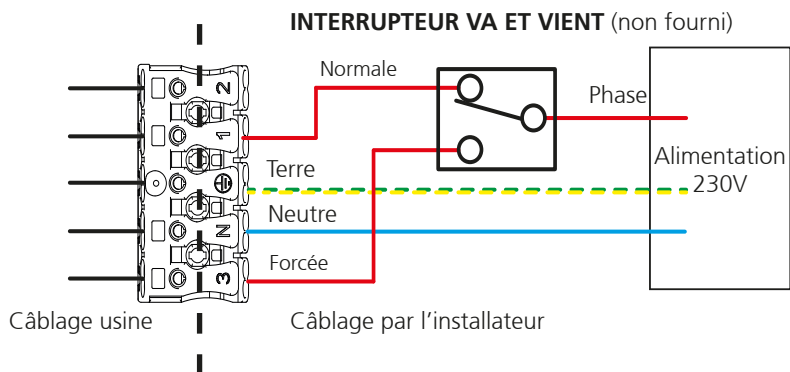 INTERRUPTEUR VA ET VIENT (non fourni)
Normale
Phase
2
1
Terre
Alimentation
230V
N
Neutre
3
Forcée
Câblage usine
Câblage par l'installateur